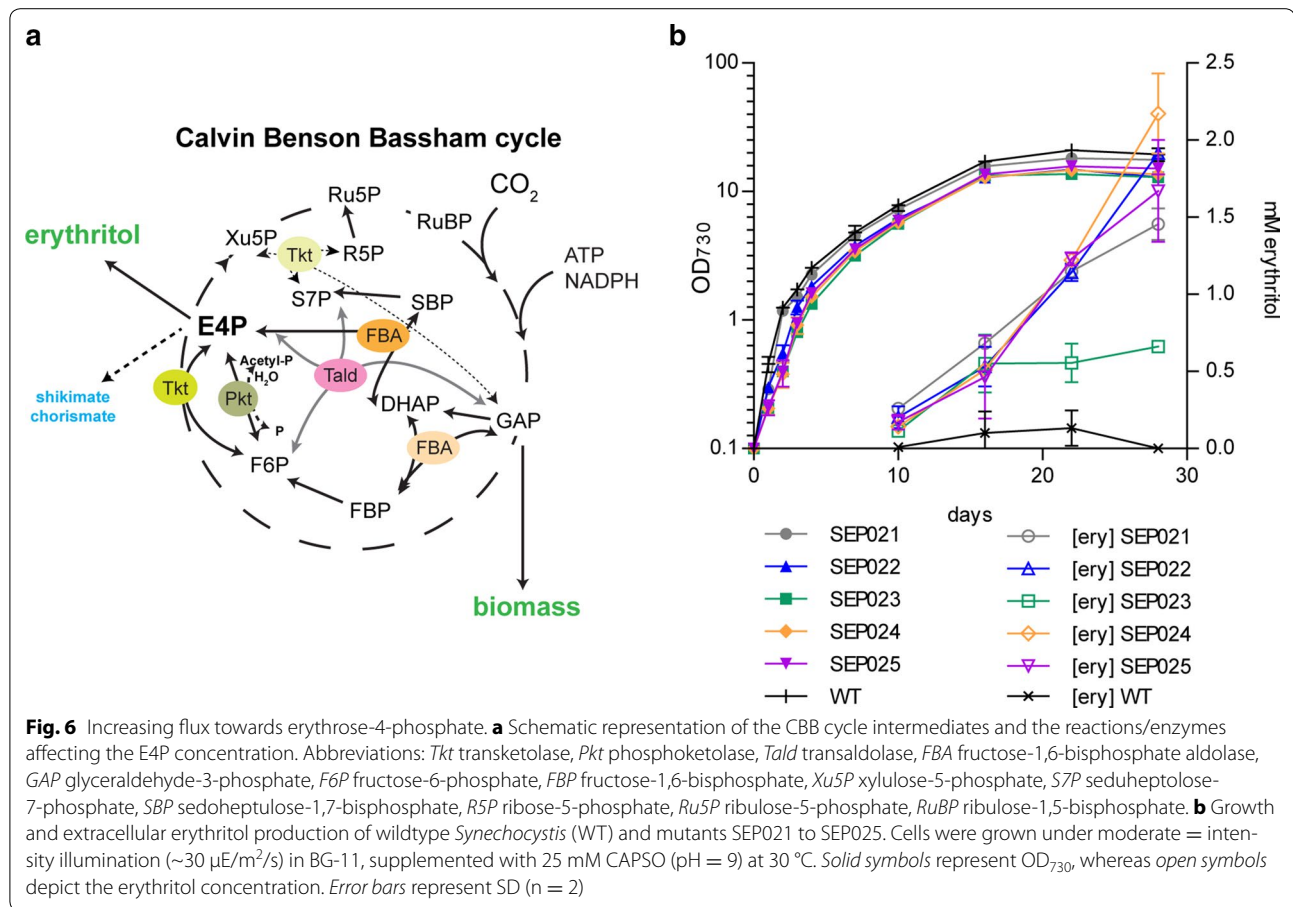 a
Calvin Benson Bassham cycle
CO2
Ru5P
RuBP
erythritol
Xu5P
Tkt
R5P
ATP
NADPH
S7P
SBP
E4P
FBA
Acetyl-P
H2O
Tkt
Pkt
Tald
shikimate
chorismate
P
DHAP
GAP
F6P
FBA
FBP
biomass
b
100
10
1
0.1
OD730
2.5
2.0
1.5
1.0
0.5
0.0
mM erythritol
0
10
20
30
days
SEP021
[ery] SEP021
SEP022
[ery] SEP022
SEP023
[ery] SEP023
SEP024
[ery] SEP024
SEP025
[ery] SEP025
WT
[ery] WT
Fig. 6 Increasing flux towards erythrose-4-phosphate. a Schematic representation of the CBB cycle intermediates and the reactions/enzymes
affecting the E4P concentration. Abbreviations: Tkt transketolase, Pkt phosphoketolase, Tald transaldolase, FBA fructose-1,6-bisphosphate aldolase,
GAP glyceraldehyde-3-phosphate, F6P fructose-6-phosphate, FBP fructose-1,6-bisphosphate, Xu5P xylulose-5-phosphate, S7P seduheptolose-
7-phosphate, SBP sedoheptulose-1,7-bisphosphate, R5P ribose-5-phosphate, Ru5P ribulose-5-phosphate, RuBP ribulose-1,5-bisphosphate. b Growth
and extracellular erythritol production of wildtype Synechocystis (WT) and mutants SEP021 to SEP025. Cells were grown under moderate = inten-
sity illumination (~30 µE/m²/s) in BG-11, supplemented with 25 mM CAPSO (pH = 9) at 30 °C. Solid symbols represent OD730, whereas open symbols
depict the erythritol concentration. Error bars represent SD (n = 2)